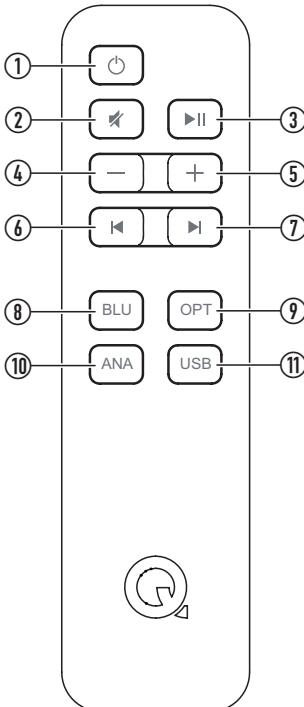 ①
② ③
④ ⑤
⑥ ⑦
⑧ BLU OPT ⑨
⑩ ANA USB ⑪